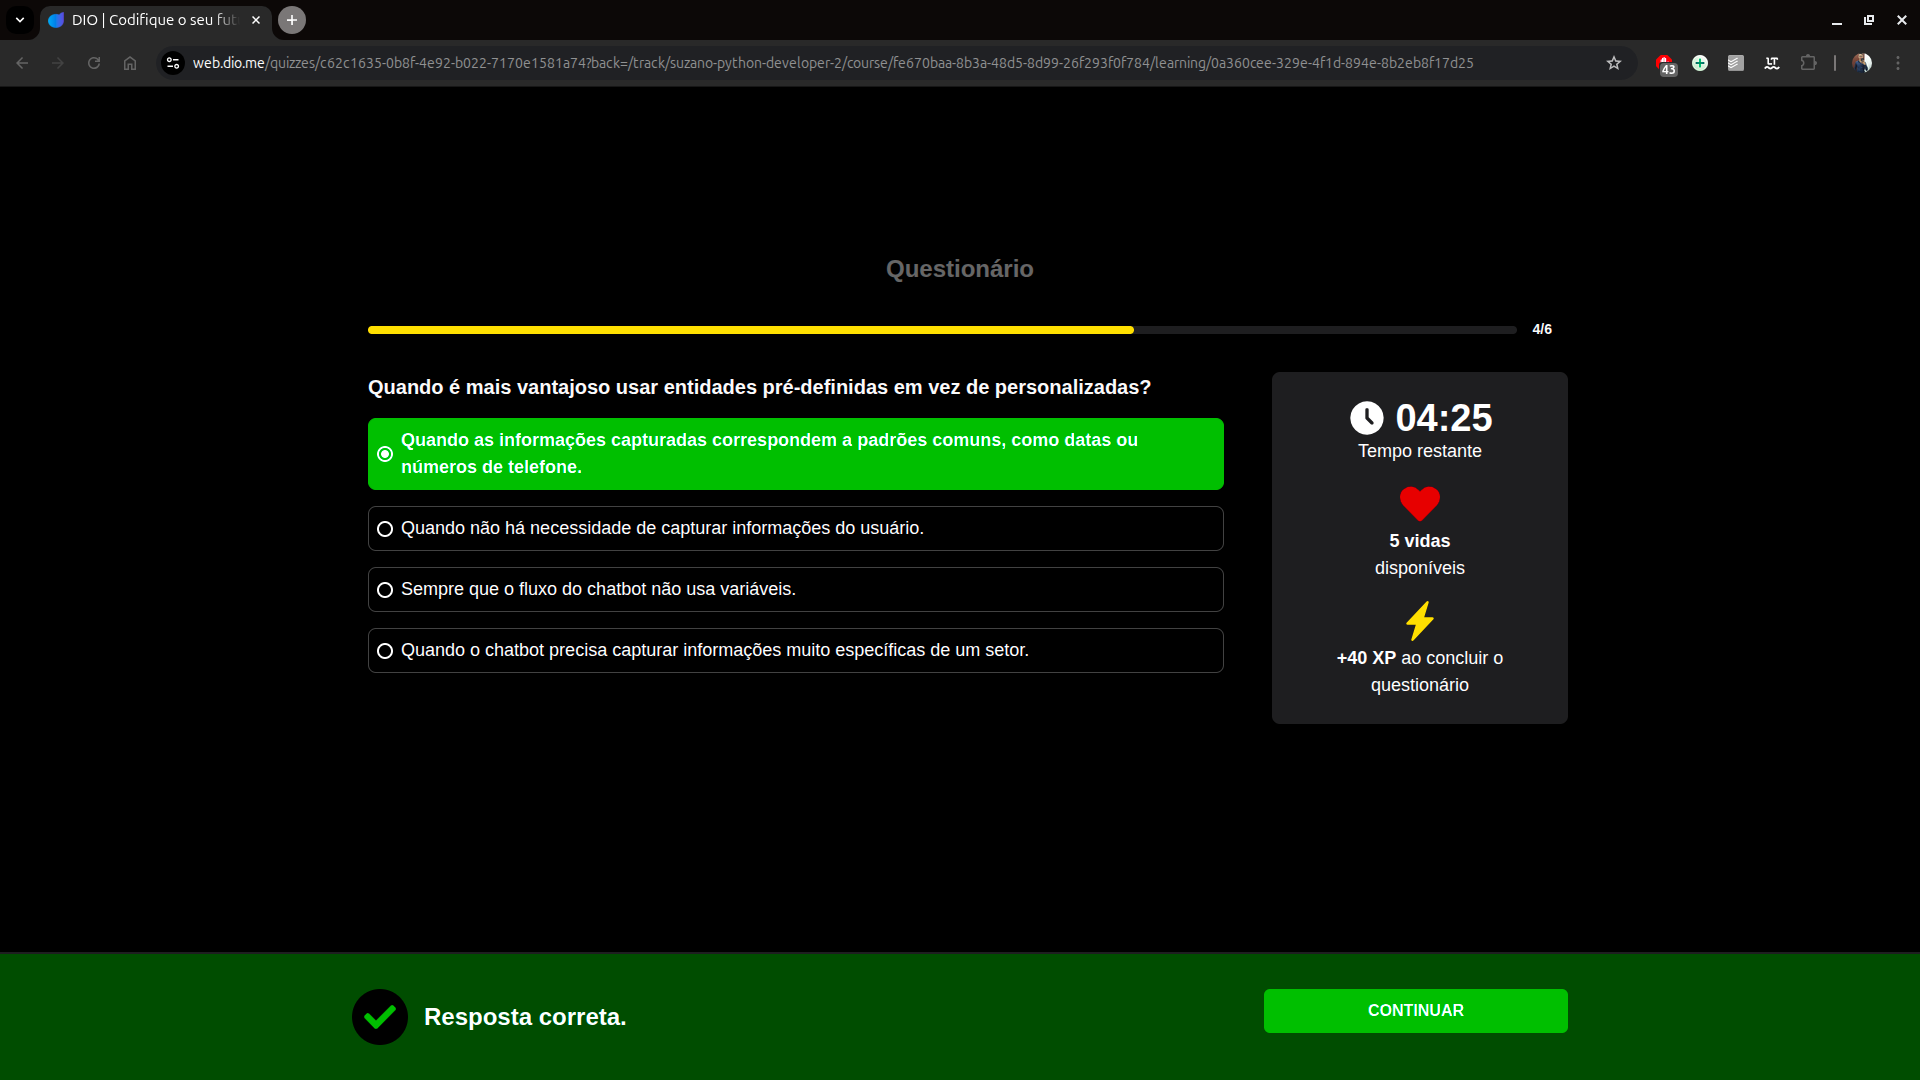 DIO | Codifique o seu fut
web.dio.me/quizzes/c62c1635-0b8f-4e92-b022-7170e1581a74?back=/track/suzano-python-developer-2/course/fe670baa-8b3a-48d5-8d99-26f293f0f784/learning/0a360cee-329e-4f1d-894e-8b2eb8f17d25
43
LT
Questionário
4/6
Quando é mais vantajoso usar entidades pré-definidas em vez de personalizadas?
Quando as informações capturadas correspondem a padrões comuns, como datas ou
números de telefone.
Quando não há necessidade de capturar informações do usuário.
Sempre que o fluxo do chatbot não usa variáveis.
Quando o chatbot precisa capturar informações muito específicas de um setor.
04:25
Tempo restante
5 vidas
disponíveis
+40 XP ao concluir o
questionário
Resposta correta.
CONTINUAR